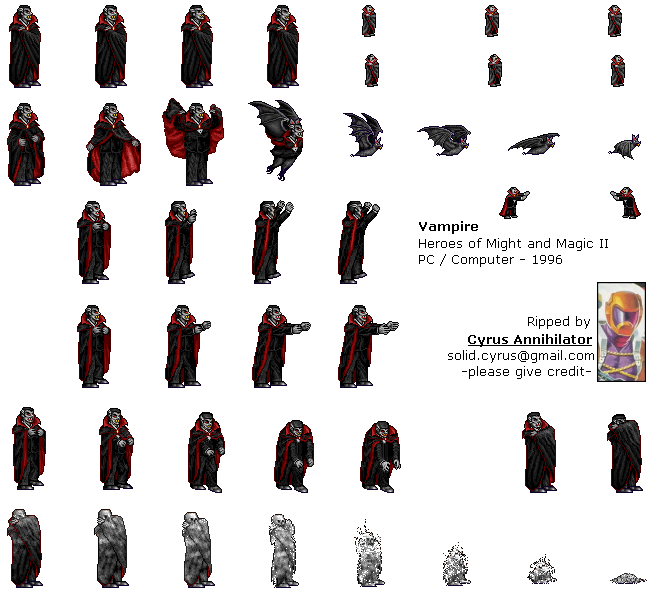 Vampire
Heroes of Might and Magic II
PC / Computer - 1996
Ripped by
Cyrus Annihilator
solid.cyrus@gmail.com
-please give credit-